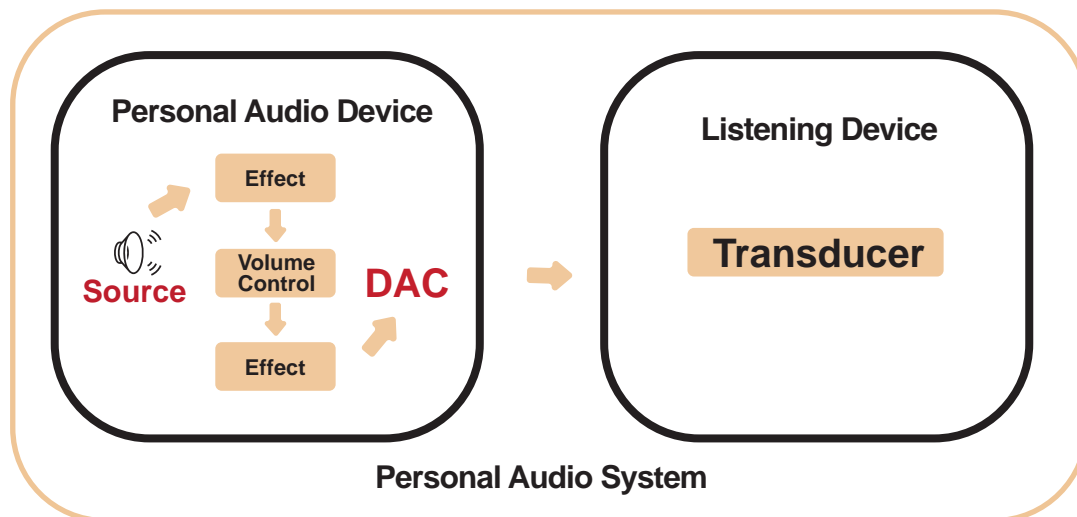 Personal Audio Device
Effect
Source
Volume
Control
Effect
DAC
Listening Device
Transducer
Personal Audio System